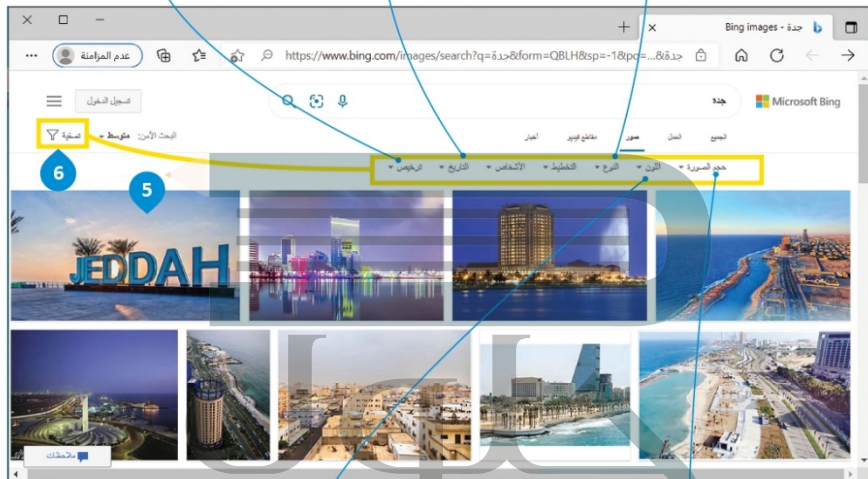 جدة - Bing images
https://www.bing.com/images/search?q=جدة&form=QBLH&sp=-1&pq=...&جدة
عدم المزامنة
Microsoft Bing
جدة
تسجيل الدخول
الجميع العمل صور مقاطع فيديو أخبار
البحث الآمن: متوسط
تصفية
حجم الصورة اللون النوع التخطيط الأشخاص التاريخ ترخيص
6
5
JEDDAH
ملاحظات